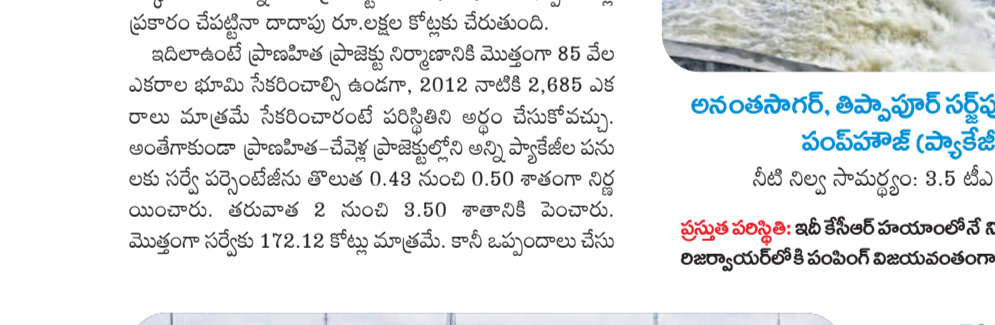 ప్రకారం చేపట్టినా దాదాపు రూ.లక్షల కోట్లకు చేరుతుంది.
ఇదిలాఉంటే ప్రాణహిత ప్రాజెక్టు నిర్మాణానికి మొత్తంగా 85 వేల
ఎకరాల భూమి సేకరించాల్సి ఉండగా, 2012 నాటికి 2,685 ఎక
రాలు మాత్రమే సేకరించారంటే పరిస్థితిని అర్థం చేసుకోవచ్చు.
అంతేగాకుండా ప్రాణహిత-చేవెళ్ల ప్రాజెక్టుల్లోని అన్ని ప్యాకేజీల పను
లకు సర్వే పర్సెంటేజీను తొలుత 0.43 నుంచి 0.50 శాతంగా నిర్ణ
యించారు. తరువాత 2 నుంచి 3.50 శాతానికి పెంచారు.
మొత్తంగా సర్వేకు 172.12 కోట్లు మాత్రమే. కానీ ఒప్పందాలు చేసు
అనంతసాగర్, తిప్పాపూర్ సర్జ్‌పు
పంప్‌హౌజ్ (ప్యాకేజీ
నీటి నిల్వ సామర్థ్యం: 3.5 టీఎ
ప్రస్తుత పరిస్థితి: ఇదీ కేసీఆర్ హయాంలోనే ని
రిజర్వాయర్‌లోకి పంపింగ్ విజయవంతంగా